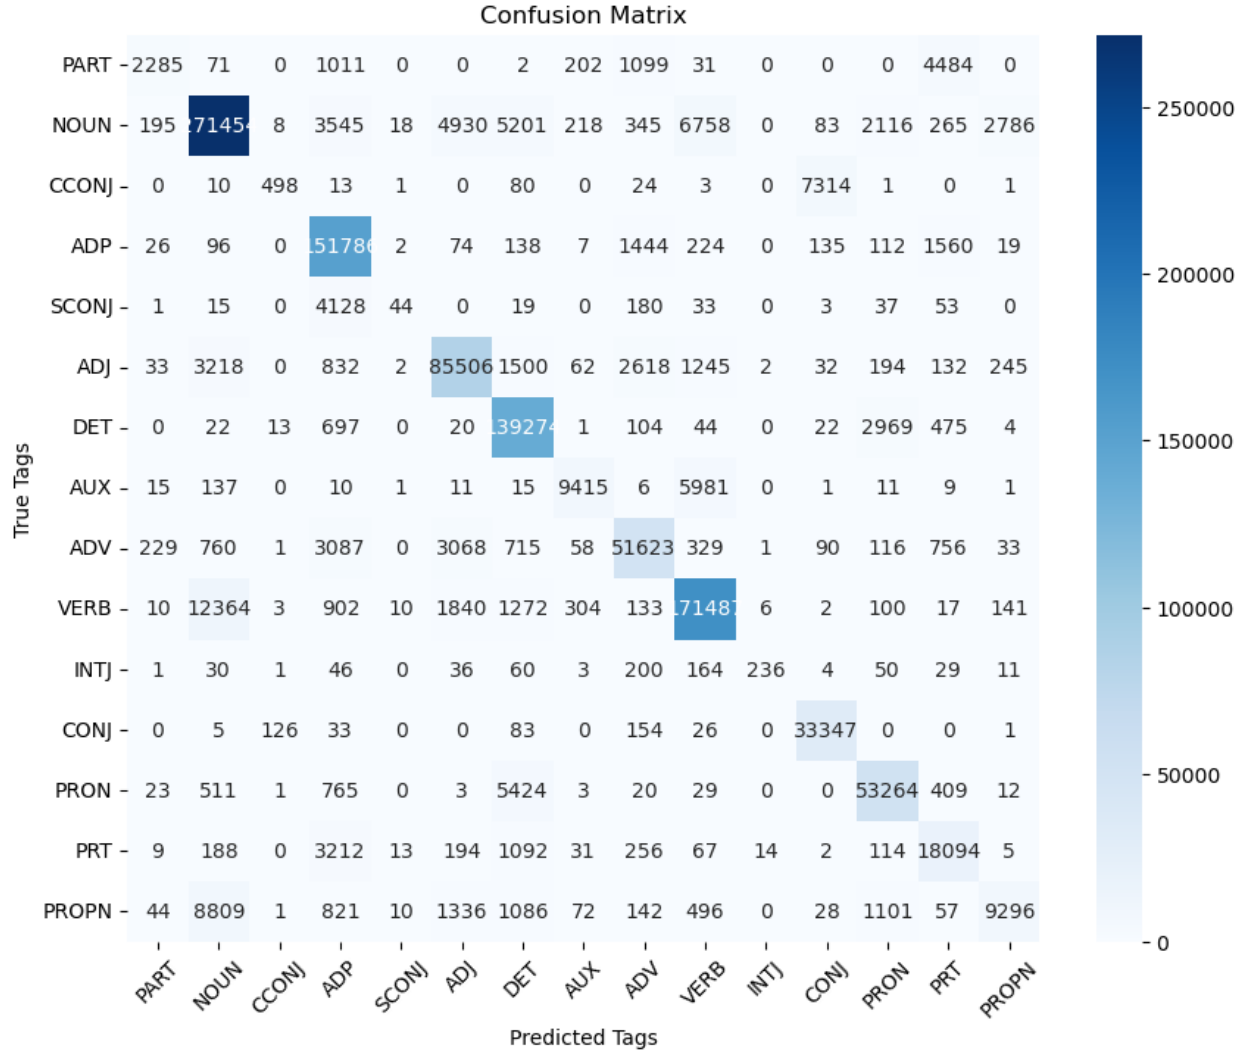 Confusion Matrix
PART 2285 71 0 1011 0 0 2 202 1099 31 0 0 0 4484 0
NOUN 195 271454 8 3545 18 4930 5201 218 345 6758 0 83 2116 265 2786
CCONJ 0 10 498 13 1 0 80 0 24 3 0 7314 1 0 1
ADP 26 96 0 151786 2 74 138 7 1444 224 0 135 112 1560 19
SCONJ 1 15 0 4128 44 0 19 0 180 33 0 3 37 53 0
ADJ 33 3218 0 832 2 85506 1500 62 2618 1245 2 32 194 132 245
DET 0 22 13 697 0 20 139274 1 104 44 0 22 2969 475 4
AUX 15 137 0 10 1 11 15 9415 6 5981 0 1 11 9 1
ADV 229 760 1 3087 0 3068 715 58 51623 329 1 90 116 756 33
VERB 10 12364 3 902 10 1840 1272 304 133 171487 6 2 100 17 141
INTJ 1 30 1 46 0 36 60 3 200 164 236 4 50 29 11
CONJ 0 5 126 33 0 0 83 0 154 26 0 33347 0 0 1
PRON 23 511 1 765 0 3 5424 3 20 29 0 0 53264 409 12
PRT 9 188 0 3212 13 194 1092 31 256 67 14 2 114 18094 5
PROPN 44 8809 1 821 10 1336 1086 72 142 496 0 28 1101 57 9296
PART NOUN CCONJ ADP SCONJ ADJ DET AUX ADV VERB INTJ CONJ PRON PRT PROPN
Predicted Tags
True Tags
250000
200000
150000
100000
50000
0